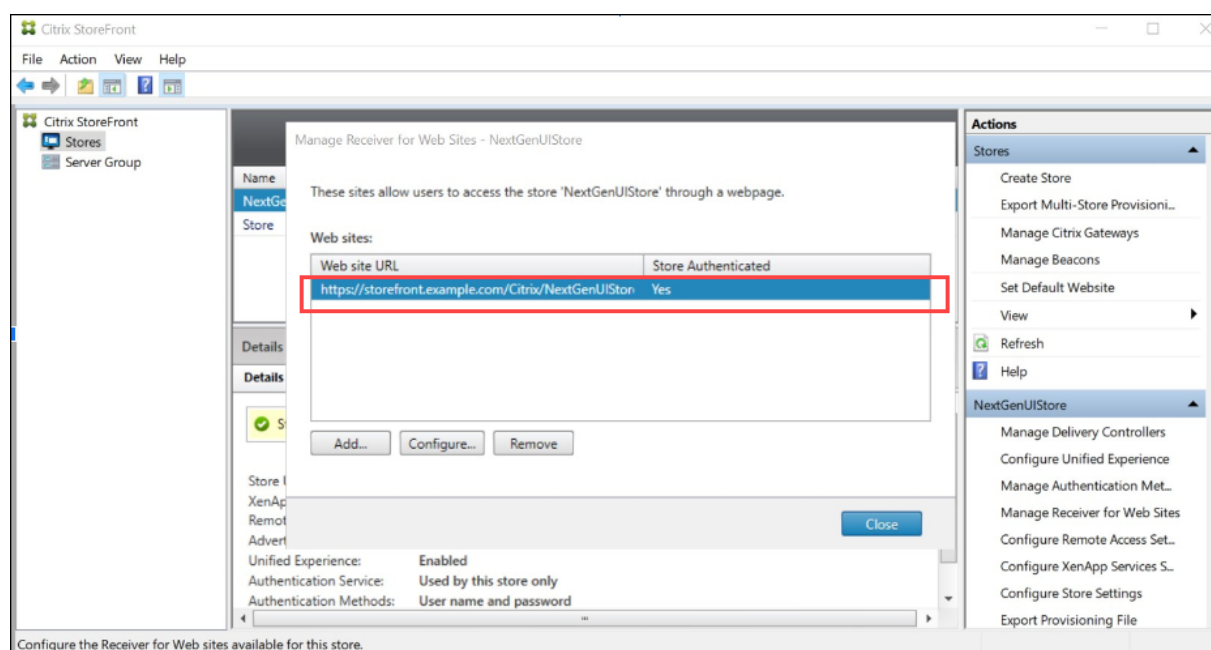 Citrix StoreFront
File Action View Help
Citrix StoreFront
Stores
Server Group
Name
NextGe
Store
Details
Details
S
Store
XenAp
Remot
Advert
Unified Experience: Enabled
Authentication Service: Used by this store only
Authentication Methods: User name and password
Manage Receiver for Web Sites - NextGenUIStore
These sites allow users to access the store 'NextGenUIStore' through a webpage.
Web sites:
Web site URL Store Authenticated
https://storefront.example.com/Citrix/NextGenUIStor Yes
Add... Configure... Remove
Close
Actions
Stores
Create Store
Export Multi-Store Provisioni...
Manage Citrix Gateways
Manage Beacons
Set Default Website
View
Refresh
Help
NextGenUIStore
Manage Delivery Controllers
Configure Unified Experience
Manage Authentication Met...
Manage Receiver for Web Sites
Configure Remote Access Set...
Configure XenApp Services S...
Configure Store Settings
Export Provisioning File
Configure the Receiver for Web sites available for this store.